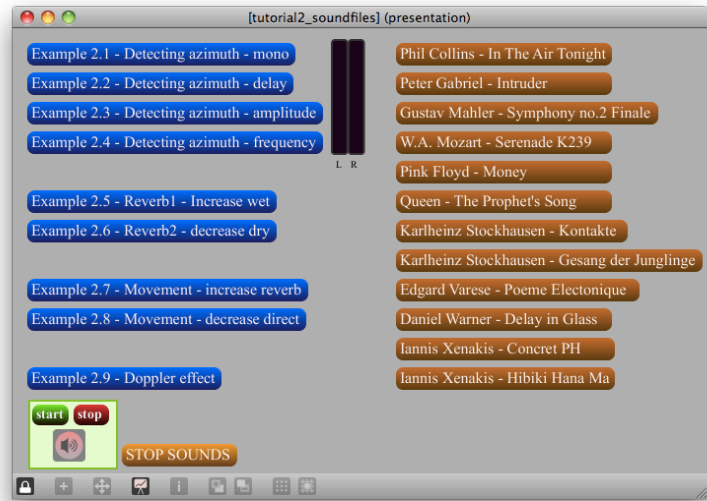 [tutorial2_soundfiles] (presentation)
Example 2.1 - Detecting azimuth - mono
Example 2.2 - Detecting azimuth - delay
Example 2.3 - Detecting azimuth - amplitude
Example 2.4 - Detecting azimuth - frequency
Example 2.5 - Reverb1 - Increase wet
Example 2.6 - Reverb2 - decrease dry
Example 2.7 - Movement - increase reverb
Example 2.8 - Movement - decrease direct
Example 2.9 - Doppler effect
L R
Phil Collins - In The Air Tonight
Peter Gabriel - Intruder
Gustav Mahler - Symphony no.2 Finale
W.A. Mozart - Serenade K239
Pink Floyd - Money
Queen - The Prophet's Song
Karlheinz Stockhausen - Kontakte
Karlheinz Stockhausen - Gesang der Junglinge
Edgard Varese - Poeme Electonique
Daniel Warner - Delay in Glass
Iannis Xenakis - Concret PH
Iannis Xenakis - Hibiki Hana Ma
start stop
STOP SOUNDS